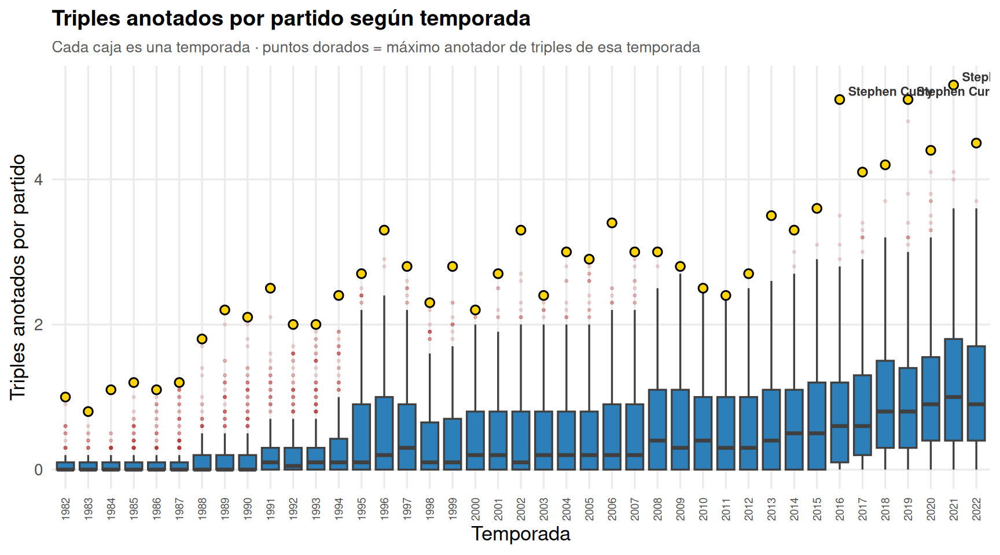 Triples anotados por partido según temporada
Cada caja es una temporada · puntos dorados = máximo anotador de triples de esa temporada
Triples anotados por partido
4
2
0
Stephen Curry
Stephen Cur
Steph
1982 1983 1984 1985 1986 1987 1988 1989 1990 1991 1992 1993 1994 1995 1996 1997 1998 1999 2000 2001 2002 2003 2004 2005 2006 2007 2008 2009 2010 2011 2012 2013 2014 2015 2016 2017 2018 2019 2020 2021 2022
Temporada